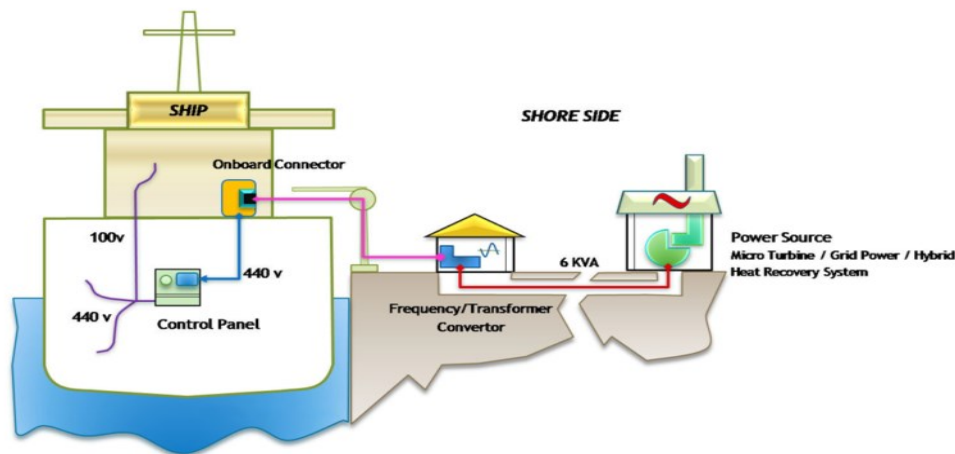 SHIP
SHORE SIDE
Onboard Connector
100v
440 v
440 v
Control Panel
6 KVA
Frequency/Transformer
Convertor
Power Source
Micro Turbine / Grid Power / Hybrid
Heat Recovery System